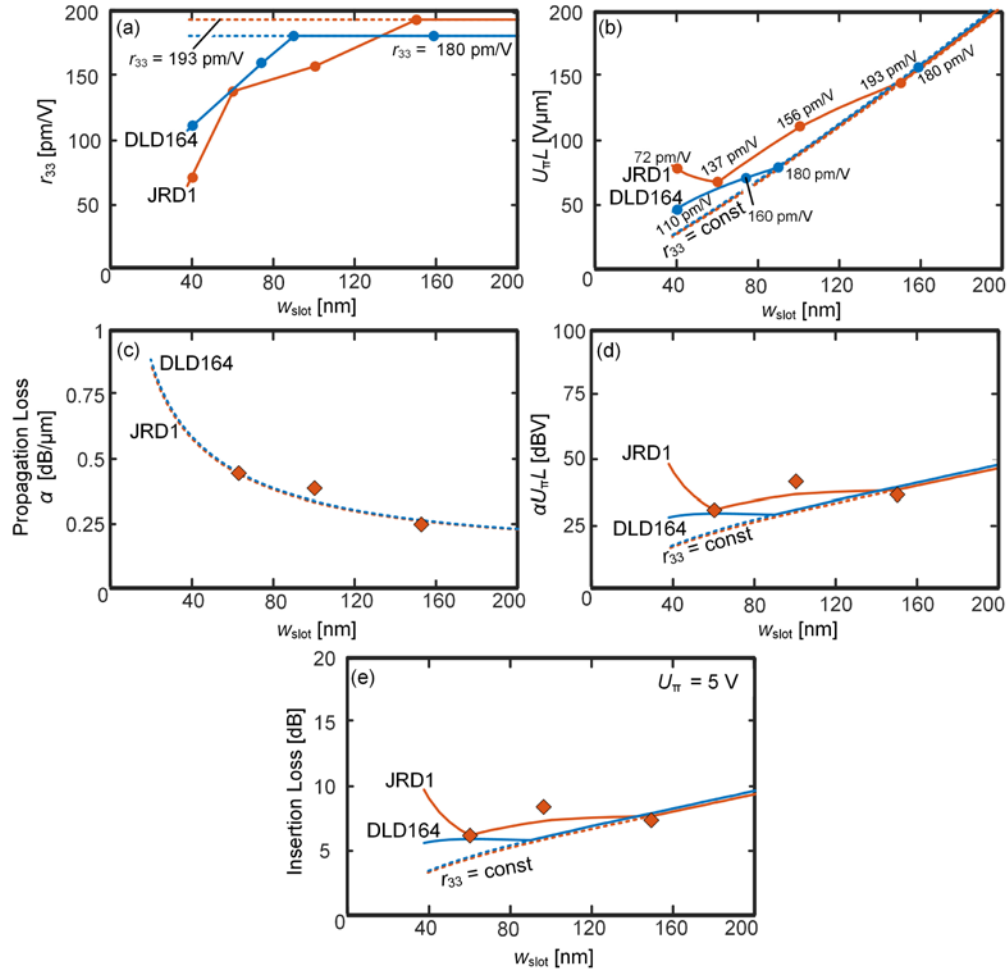 (a)
200
150
100
50
0
40
80
120
160
200
r33 [pm/V]
wslot [nm]
r33 = 193 pm/V
r33 = 180 pm/V
DLD164
JRD1
(b)
200
150
100
50
0
40
80
120
160
200
UπL [Vµm]
wslot [nm]
72 pm/V
137 pm/V
156 pm/V
193 pm/V
180 pm/V
JRD1
DLD164
110 pm/V
160 pm/V
180 pm/V
r33 = const
(c)
1
0.75
0.5
0.25
0
40
80
120
160
200
Propagation Loss
α [dB/µm]
wslot [nm]
DLD164
JRD1
(d)
100
75
50
25
0
40
80
120
160
200
αUπL [dBV]
wslot [nm]
JRD1
DLD164
r33 = const
(e)
Uπ = 5 V
20
15
10
5
0
40
80
120
160
200
Insertion Loss [dB]
wslot [nm]
JRD1
DLD164
r33 = const